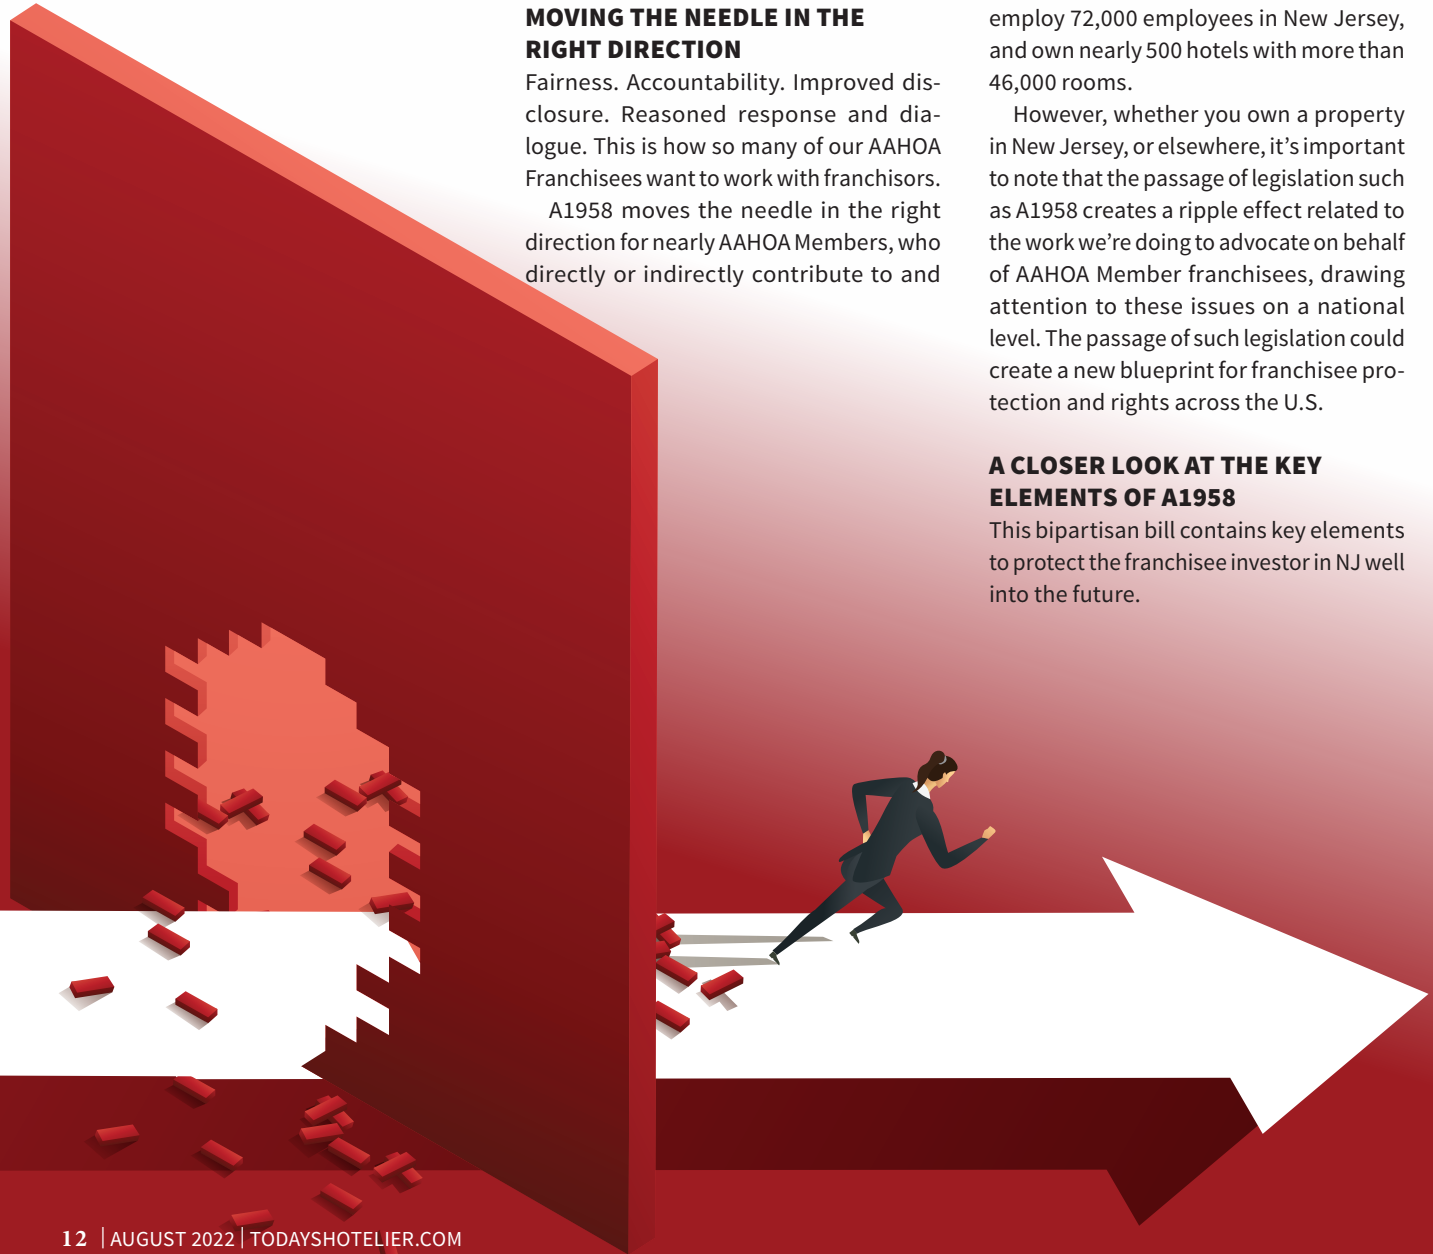 MOVING THE NEEDLE IN THE
RIGHT DIRECTION
Fairness. Accountability. Improved dis-
closure. Reasoned response and dia-
logue. This is how so many of our AAHOA
Franchisees want to work with franchisors.
A1958 moves the needle in the right
direction for nearly AAHOA Members, who
directly or indirectly contribute to and
employ 72,000 employees in New Jersey,
and own nearly 500 hotels with more than
46,000 rooms.
However, whether you own a property
in New Jersey, or elsewhere, it’s important
to note that the passage of legislation such
as A1958 creates a ripple effect related to
the work we’re doing to advocate on behalf
of AAHOA Member franchisees, drawing
attention to these issues on a national
level. The passage of such legislation could
create a new blueprint for franchisee pro-
tection and rights across the U.S.
A CLOSER LOOK AT THE KEY
ELEMENTS OF A1958
This bipartisan bill contains key elements
to protect the franchisee investor in NJ well
into the future.
12 | AUGUST 2022 | TODAYSHOTELIER.COM